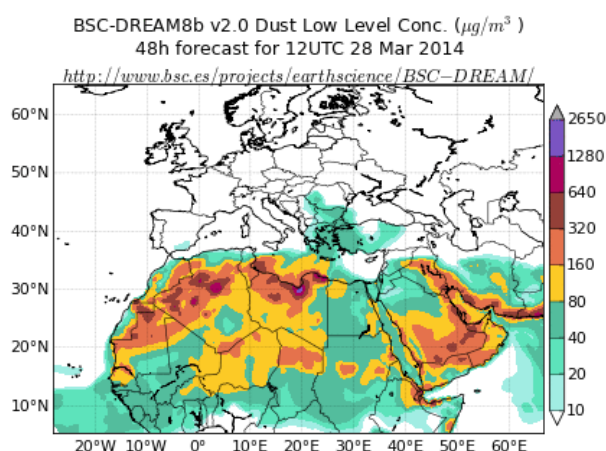 BSC-DREAM8b v2.0 Dust Low Level Conc. (μg/m³ )
48h forecast for 12UTC 28 Mar 2014
http://www.bsc.es/projects/earthscience/BSC−DREAM/
60°N
50°N
40°N
30°N
20°N
10°N
20°W 10°W 0° 10°E 20°E 30°E 40°E 50°E 60°E
2650
1280
640
320
160
80
40
20
10